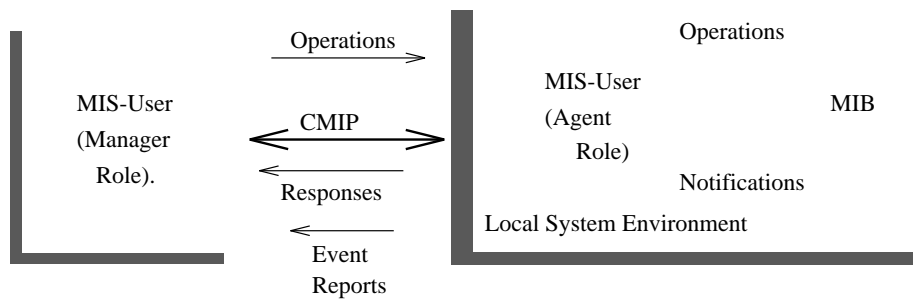 MIS-User
(Manager
Role).
Operations
CMIP
Responses
Event
Reports
Operations
MIS-User
(Agent
Role)
MIB
Notifications
Local System Environment